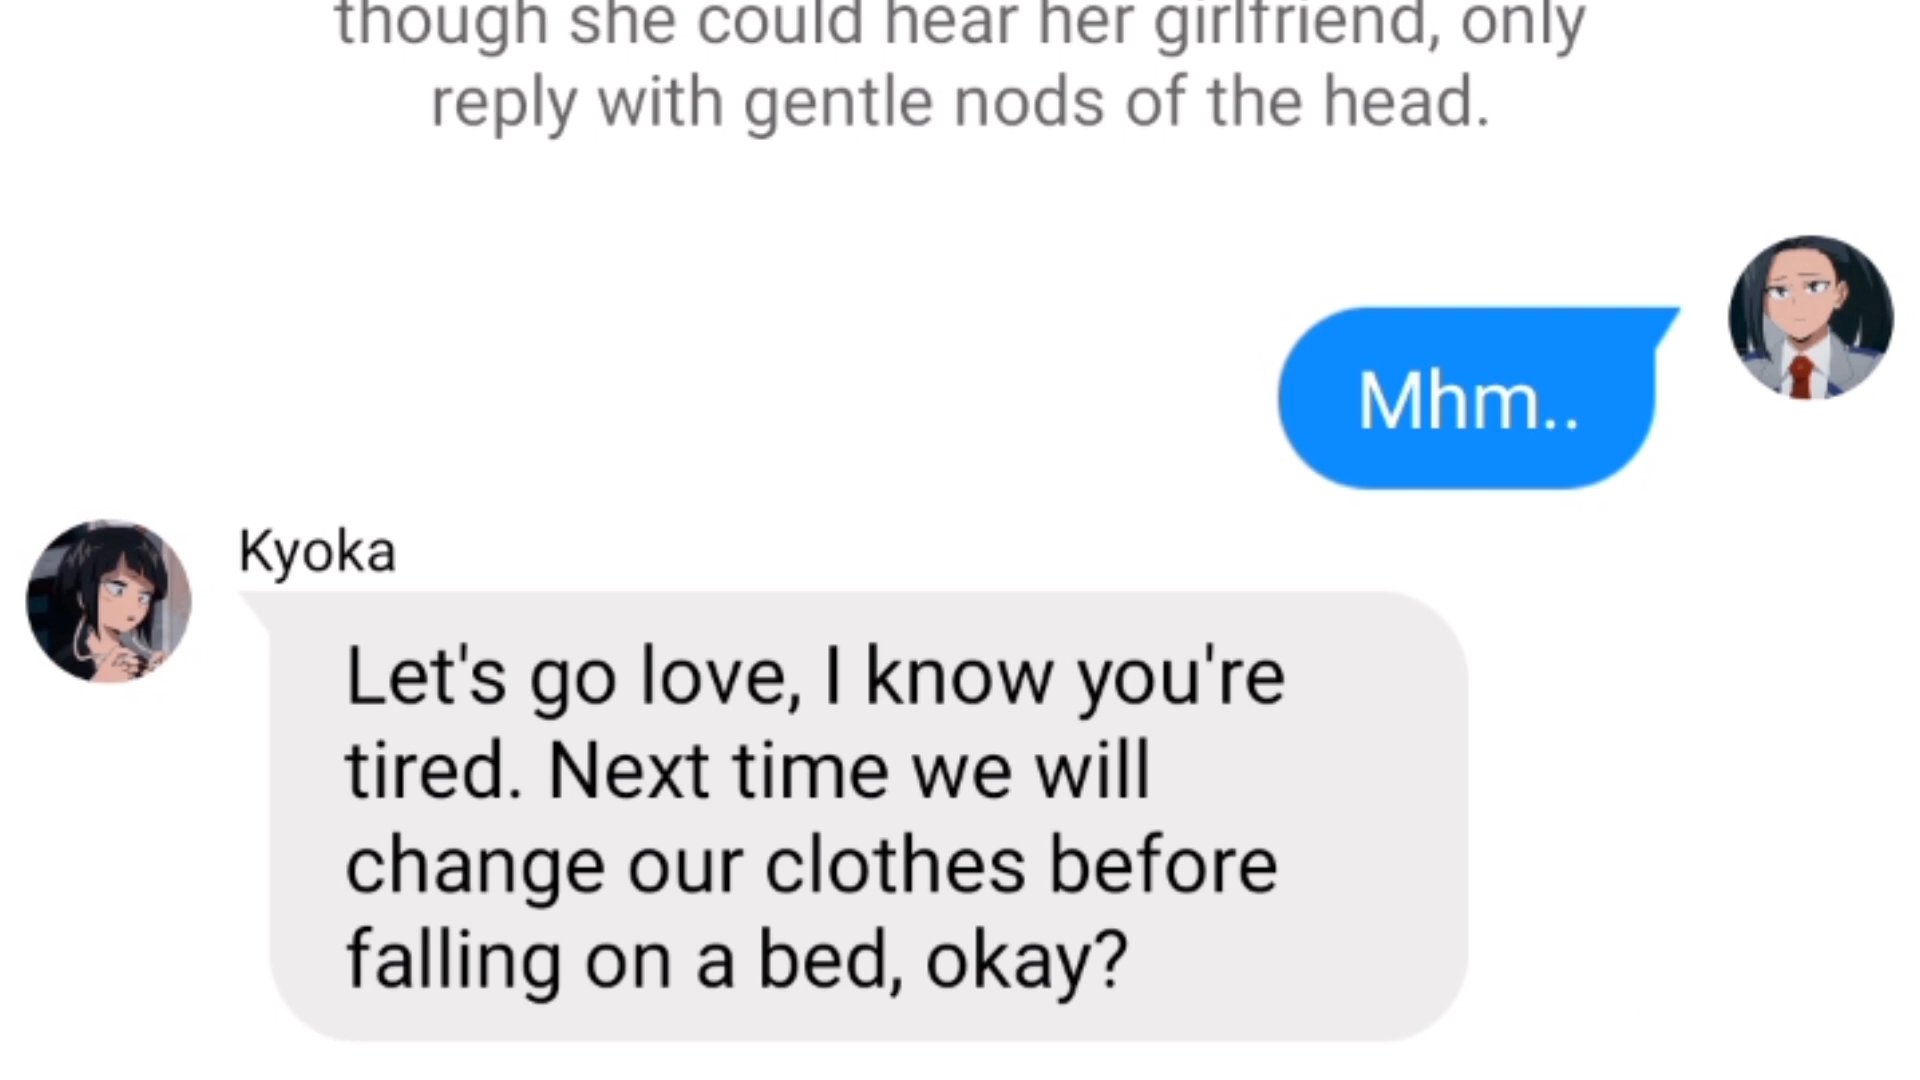 though she could hear her girlfriend, only
reply with gentle nods of the head.
Mhm..
Kyoka
Let's go love, I know you're
tired. Next time we will
change our clothes before
falling on a bed, okay?